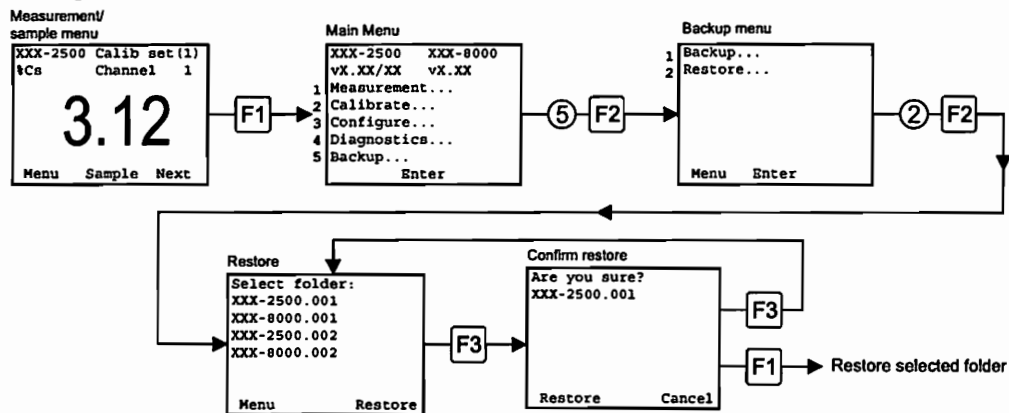 Measurement/
sample menu
XXX-2500 Calib set(1)
%Cs Channel 1
3.12
Menu Sample Next
F1
Main Menu
XXX-2500 XXX-8000
vX.XX/XX vX.XX
1 Measurement...
2 Calibrate...
3 Configure...
4 Diagnostics...
5 Backup...
Enter
5 F2
Backup menu
1 Backup...
2 Restore...
Menu Enter
2 F2
Restore
Select folder:
XXX-2500.001
XXX-8000.001
XXX-2500.002
XXX-8000.002
Menu Restore
F3
Confirm restore
Are you sure?
XXX-2500.001
Restore Cancel
F3
F1 Restore selected folder